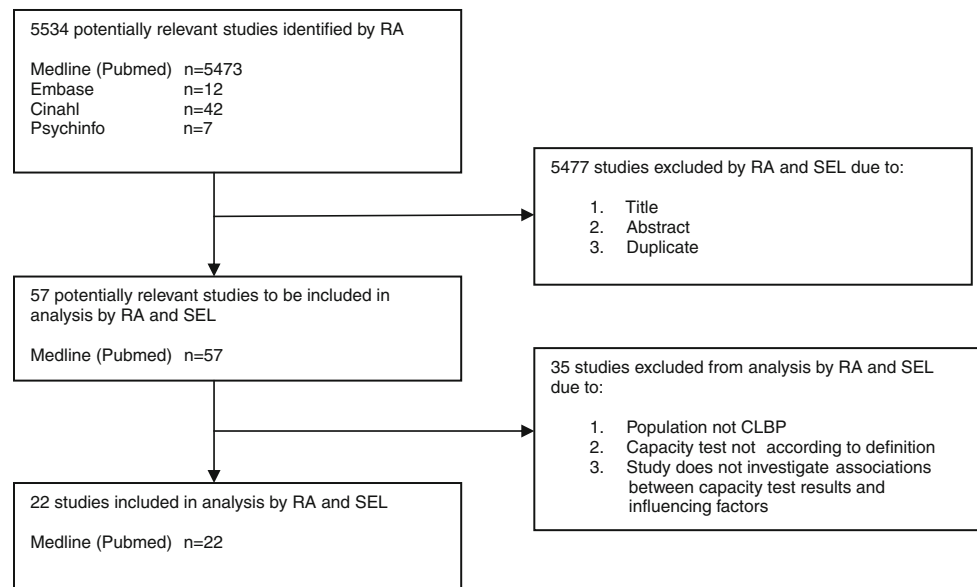 5534 potentially relevant studies identified by RA
Medline (Pubmed) n=5473
Embase n=12
Cinahl n=42
Psychinfo n=7
5477 studies excluded by RA and SEL due to:
1. Title
2. Abstract
3. Duplicate
57 potentially relevant studies to be included in
analysis by RA and SEL
Medline (Pubmed) n=57
35 studies excluded from analysis by RA and SEL
due to:
1. Population not CLBP
2. Capacity test not according to definition
3. Study does not investigate associations
between capacity test results and
influencing factors
22 studies included in analysis by RA and SEL
Medline (Pubmed) n=22